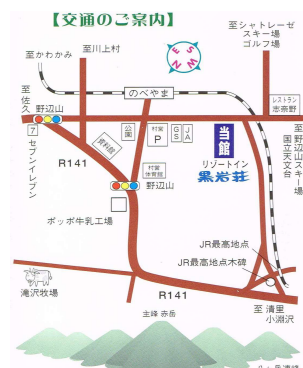 【交通のご案内】
至シャトレーゼ
スキー場
ゴルフ場
至かわかみ
至川上村
E
S
N
W
至佐久
野辺山
のべやま
レストラン
志奈野
7
セブンイレブン
資料館
公園
村営
P
GS
JA
当館
リゾートイン
黒岩荘
至野辺山スキー場
国立天文台
R141
村営
体育館
野辺山
ポッポ牛乳工場
JR最高地点
JR最高地点木碑
滝沢牧場
R141
至清里
小淵沢
主峰 赤岳